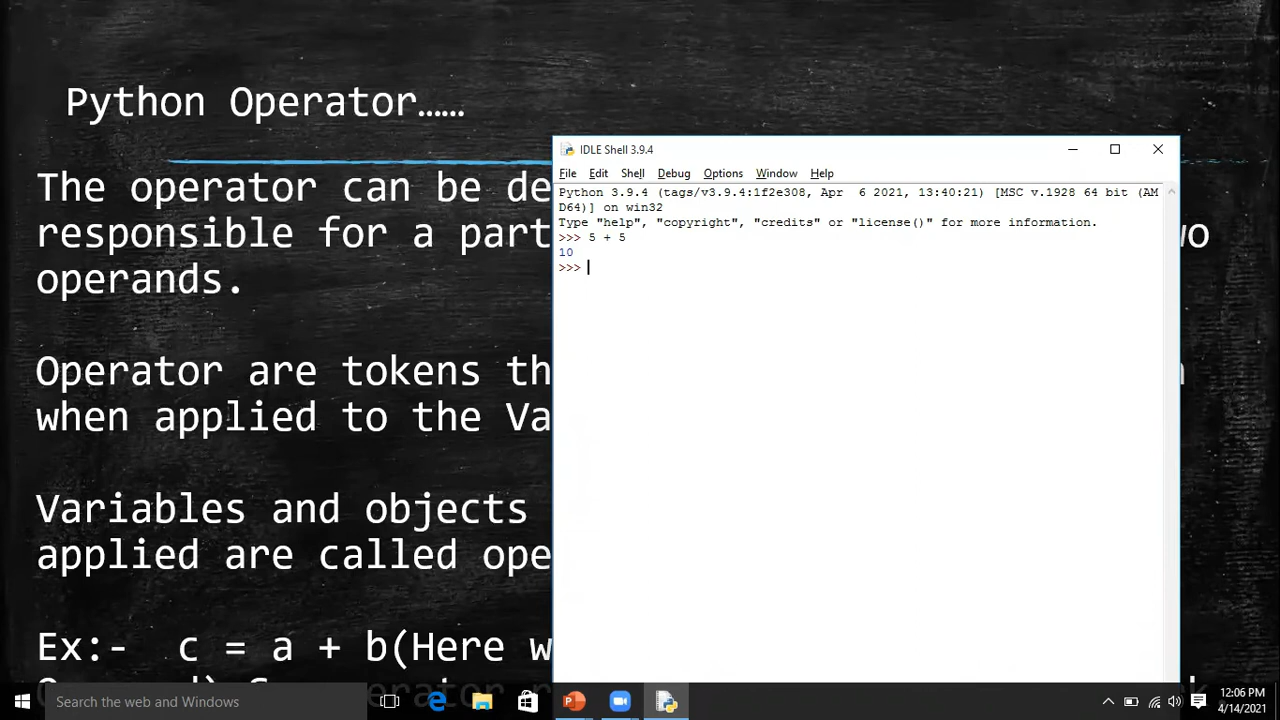 Python Operator……
The operator can be de
responsible for a part
wo
operands.
Operator are tokens th
when applied to the Va
Variables and objects
applied are called ope
Ex:- c = a + b(Here w
IDLE Shell 3.9.4
File Edit Shell Debug Options Window Help
Python 3.9.4 (tags/v3.9.4:1f2e308, Apr 6 2021, 13:40:21) [MSC v.1928 64 bit (AM
D64)] on win32
Type "help", "copyright", "credits" or "license()" for more information.
>>> 5 + 5
10
>>>
Search the web and Windows
12:06 PM
4/14/2021